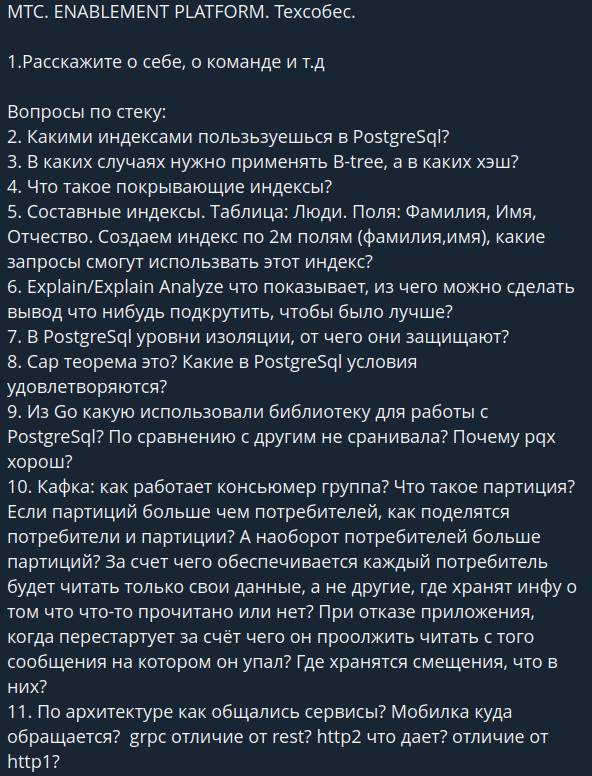 МТС. ENABLEMENT PLATFORM. Техсобес.
1.Расскажите о себе, о команде и т.д
Вопросы по стеку:
2. Какими индексами пользьзуешься в PostgreSql?
3. В каких случаях нужно применять B-tree, а в каких хэш?
4. Что такое покрывающие индексы?
5. Составные индексы. Таблица: Люди. Поля: Фамилия, Имя,
Отчество. Создаем индекс по 2м полям (фамилия,имя), какие
запросы смогут использвать этот индекс?
6. Explain/Explain Analyze что показывает, из чего можно сделать
вывод что нибудь подкрутить, чтобы было лучше?
7. В PostgreSql уровни изоляции, от чего они защищают?
8. Cap теорема это? Какие в PostgreSql условия
удовлетворяются?
9. Из Go какую использовали библиотеку для работы с
PostgreSql? По сравнению с другим не сранивала? Почему pqx
хорош?
10. Кафка: как работает консьюмер группа? Что такое партиция?
Если партиций больше чем потребителей, как поделятся
потребители и партиции? А наоборот потребителей больше
партиций? За счет чего обеспечивается каждый потребитель
будет читать только свои данные, а не другие, где хранят инфу о
том что что-то прочитано или нет? При отказе приложения,
когда перестартует за счёт чего он проолжить читать с того
сообщения на котором он упал? Где хранятся смещения, что в
них?
11. По архитектуре как общались сервисы? Мобилка куда
обращается?  grpc отличие от rest? http2 что дает? отличие от
http1?